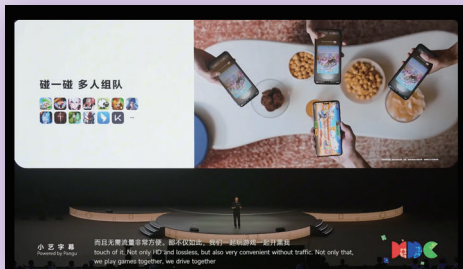 碰一碰 多人组队
小艺字幕
Powered by Pangu
而且无需流量非常方便。那不仅如此，我们一起玩游戏一起开黑我
touch of it. Not only HD and lossless, but also very convenient without traffic. Not only that,
we play games together, we drive together